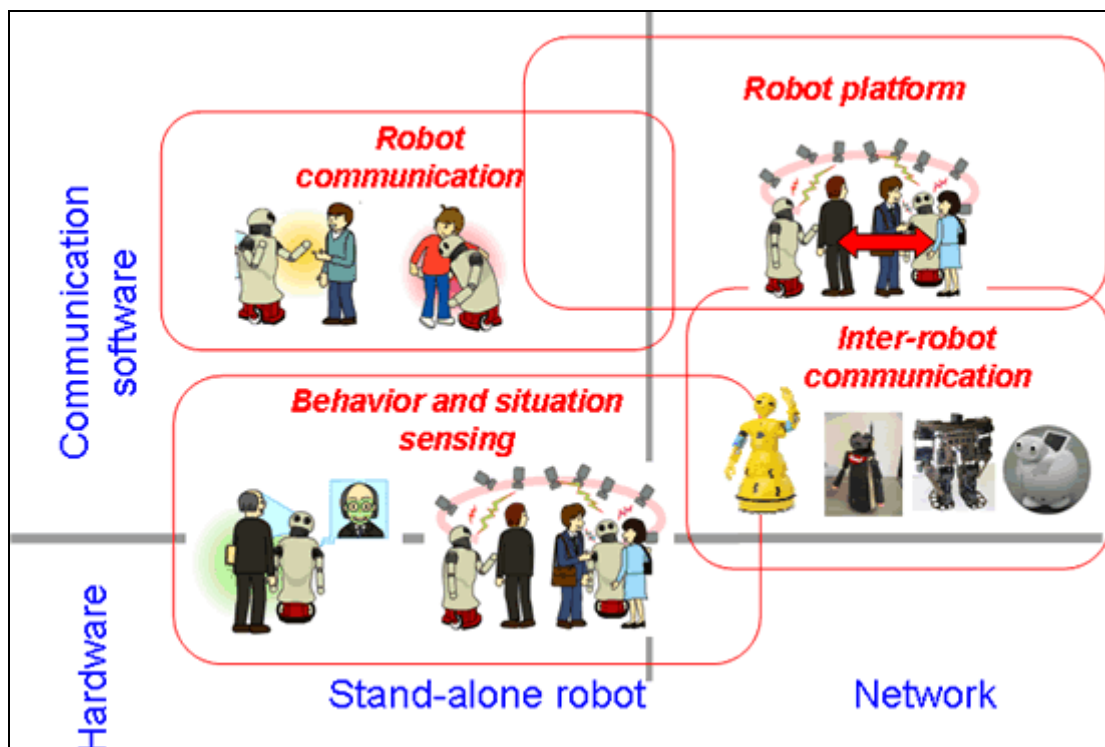 Robot platform
Robot
communication
Communication
software
Inter-robot
communication
Behavior and situation
sensing
Hardware
Stand-alone robot
Network